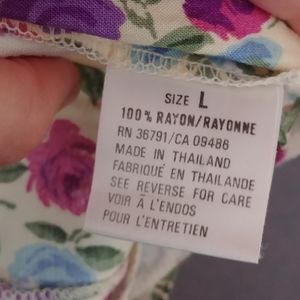 SIZE L
100% RAYON/RAYONNE
RN 36791/CA 09486
MADE IN THAILAND
FABRIQUÉ EN THAILANDE
SEE REVERSE FOR CARE
VOIR À L'ENDOS
POUR L'ENTRETIEN